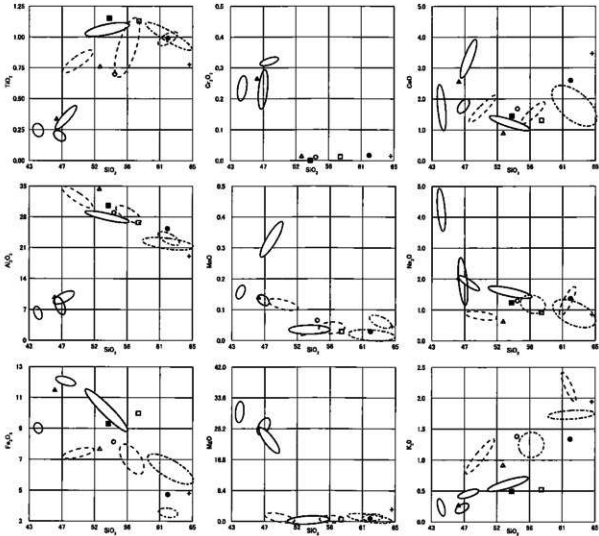 1.25 1.00 0.75 0.50 0.25 0.00
TiO2
43 47 52 56 61 65
SiO2
0.5 0.4 0.3 0.2 0.1 0.0
Cr2O3
43 47 52 56 61 65
SiO2
5.0 4.0 3.0 2.0 1.0 0.0
CaO
43 47 52 56 61 65
SiO2
35 28 21 14 7 0
Al2O3
43 47 52 56 61 65
SiO2
0.5 0.4 0.3 0.2 0.1 0.0
MnO
43 47 52 56 61 65
SiO2
5.0 4.0 3.0 2.0 1.0 0.0
Na2O
43 47 52 56 61 65
SiO2
13 11 9 7 5 3
Fe2O3
43 47 52 56 61 65
SiO2
42.0 33.6 25.2 16.8 8.4 0.0
MgO
43 47 52 56 61 65
SiO2
2.5 2.0 1.5 1.0 0.5 0.0
K2O
43 47 52 56 61 65
SiO2